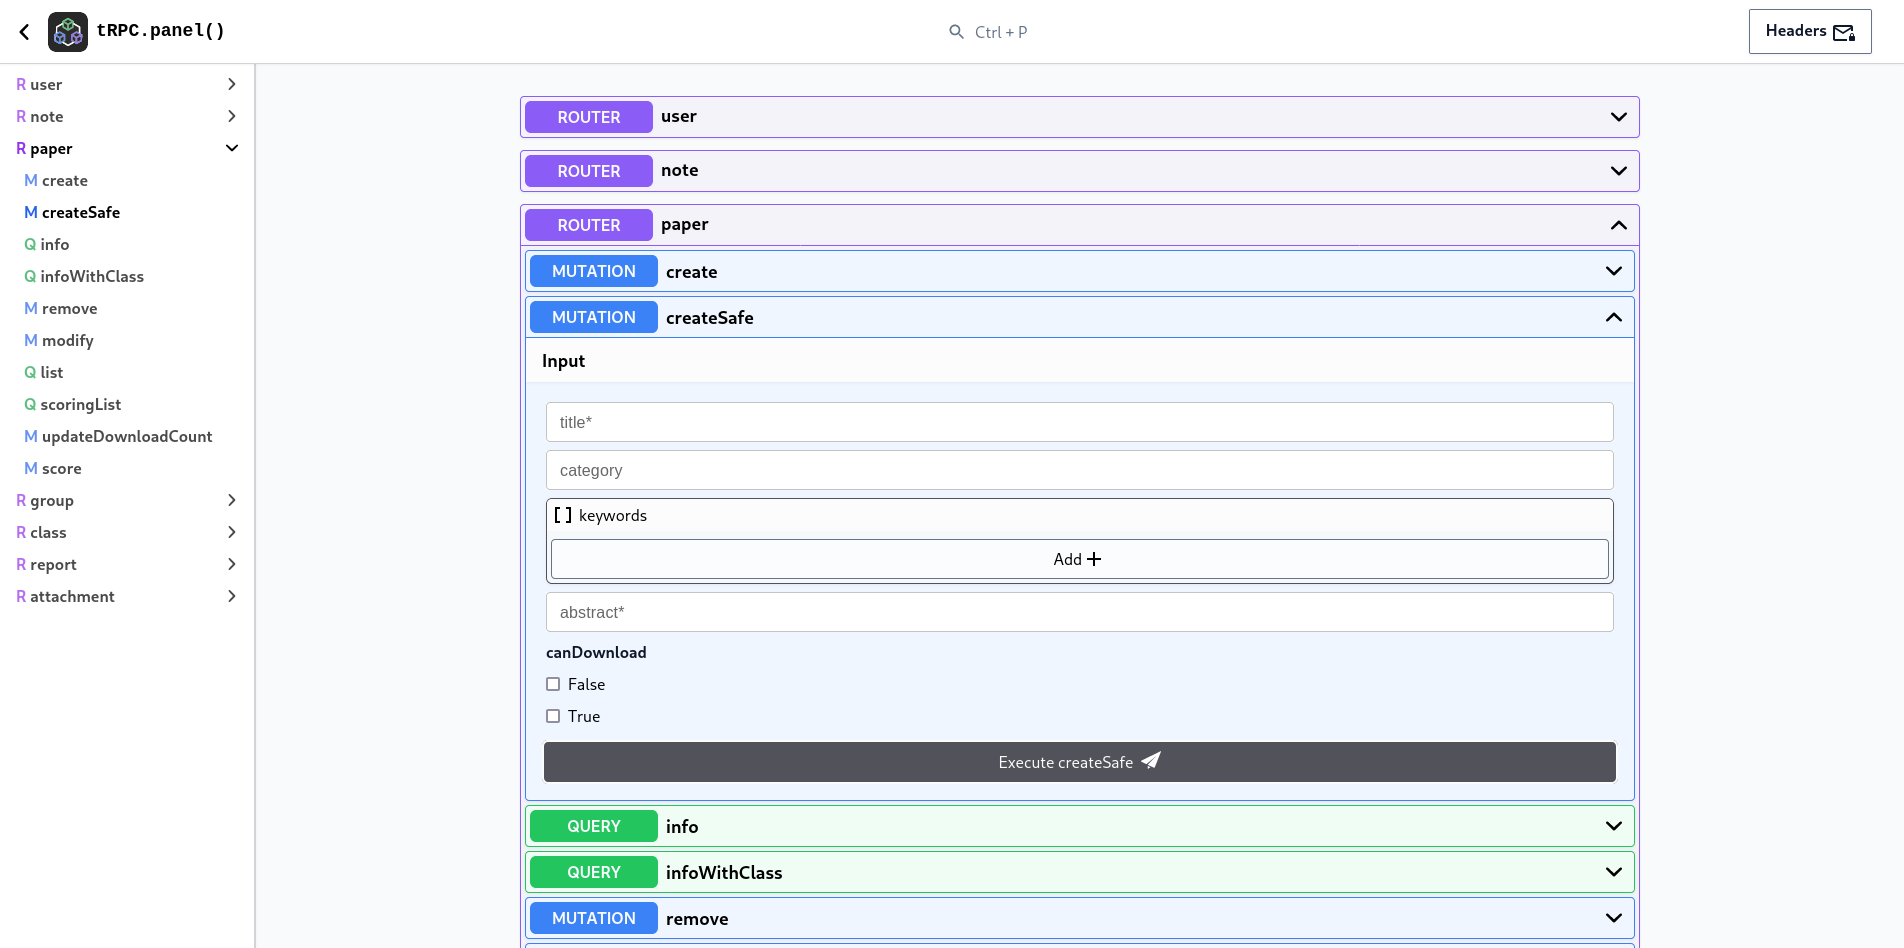 tRPC.panel()
Ctrl + P
Headers
R user
R note
R paper
M create
M createSafe
Q info
Q infoWithClass
M remove
M modify
Q list
Q scoringList
M updateDownloadCount
M score
R group
R class
R report
R attachment
ROUTER user
ROUTER note
ROUTER paper
MUTATION create
MUTATION createSafe
Input
title*
category
[ ] keywords
Add +
abstract*
canDownload
False
True
Execute createSafe
QUERY info
QUERY infoWithClass
MUTATION remove